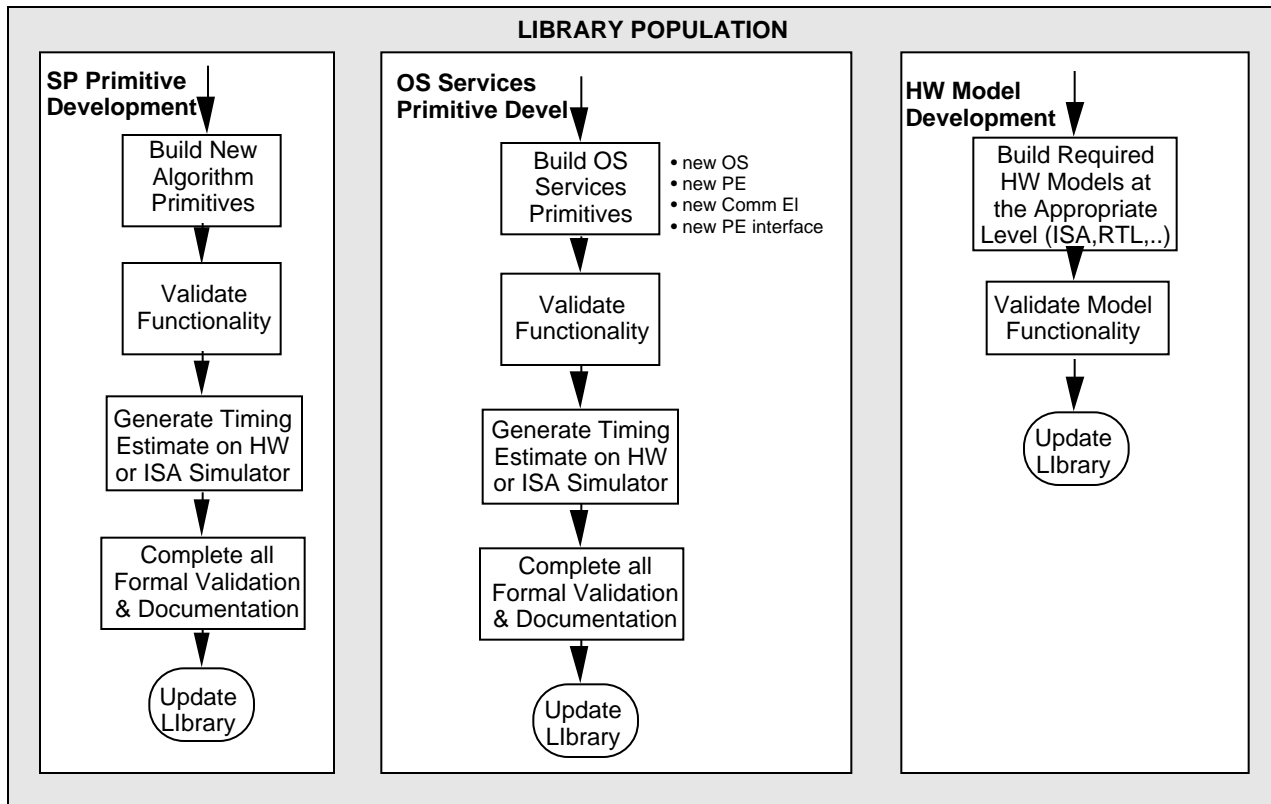 LIBRARY POPULATION
SP Primitive
Development
Build New
Algorithm
Primitives
Validate
Functionality
Generate Timing
Estimate on HW
or ISA Simulator
Complete all
Formal Validation
& Documentation
Update
LIbrary
OS Services
Primitive Devel
Build OS
Services
Primitives
• new OS
• new PE
• new Comm El
• new PE interface
Validate
Functionality
Generate Timing
Estimate on HW
or ISA Simulator
Complete all
Formal Validation
& Documentation
Update
LIbrary
HW Model
Development
Build Required
HW Models at
the Appropriate
Level (ISA,RTL,..)
Validate Model
Functionality
Update
LIbrary